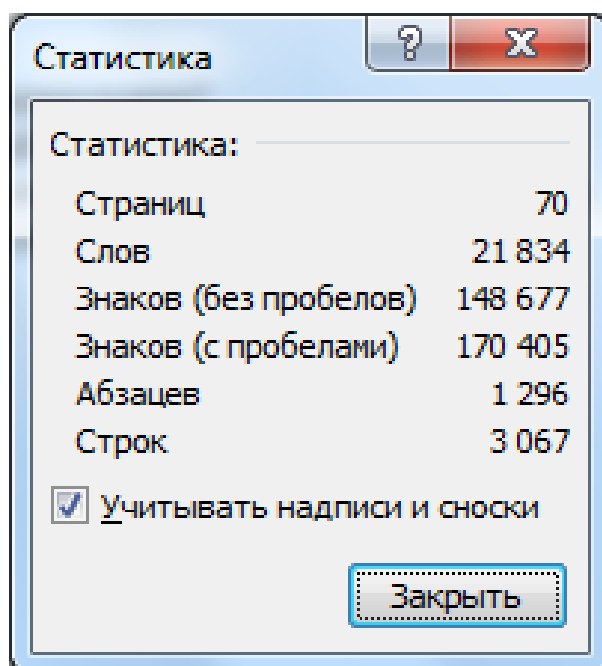 Статистика
Статистика:
Страниц 70
Слов 21 834
Знаков (без пробелов) 148 677
Знаков (с пробелами) 170 405
Абзацев 1 296
Строк 3 067
Учитывать надписи и сноски
Закрыть